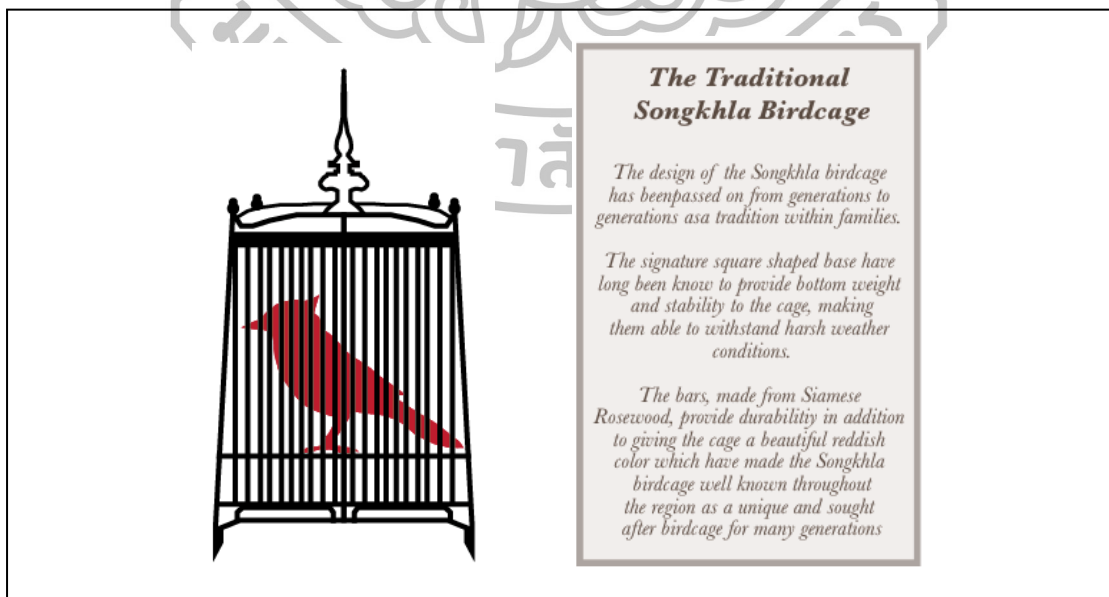 The Traditional
Songkhla Birdcage
The design of the Songkhla birdcage
has beenpassed on from generations to
generations asa tradition within families.
The signature square shaped base have
long been know to provide bottom weight
and stability to the cage, making
them able to withstand harsh weather
conditions.
The bars, made from Siamese
Rosewood, provide durabilitiy in addition
to giving the cage a beautiful reddish
color which have made the Songkhla
birdcage well known throughout
the region as a unique and sought
after birdcage for many generations